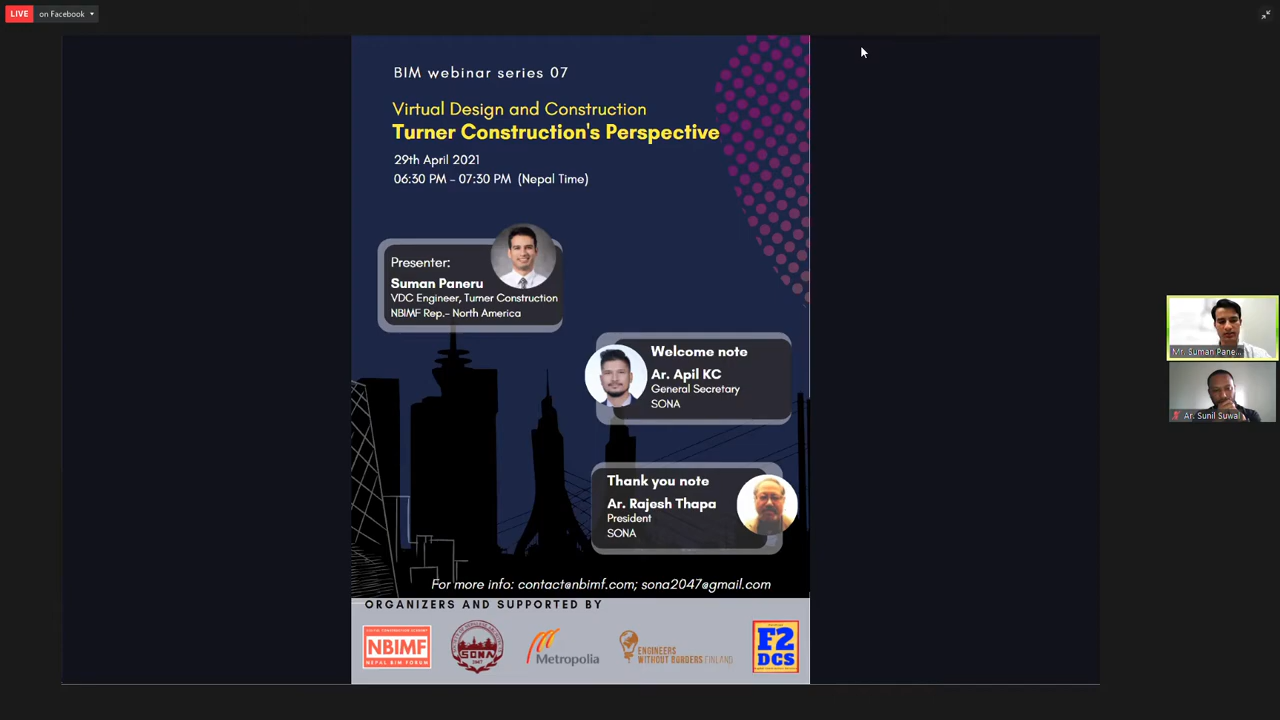 LIVE on Facebook
BIM webinar series 07
Virtual Design and Construction
Turner Construction's Perspective
29th April 2021
06:30 PM - 07:30 PM (Nepal Time)
Presenter:
Suman Paneru
VDC Engineer, Turner Construction
NBIMF Rep.- North America
Welcome note
Ar. Apil KC
General Secretary
SONA
Thank you note
Ar. Rajesh Thapa
President
SONA
Mr. Suman Pane...
Ar. Sunil Suwal
For more info: contact@nbimf.com; sona2047@gmail.com
ORGANIZERS AND SUPPORTED BY
NBIMF
NEPAL BIM FORUM
SONA
Metropolia
ENGINEERS
WITHOUT BORDERS FINLAND
F2
DCS